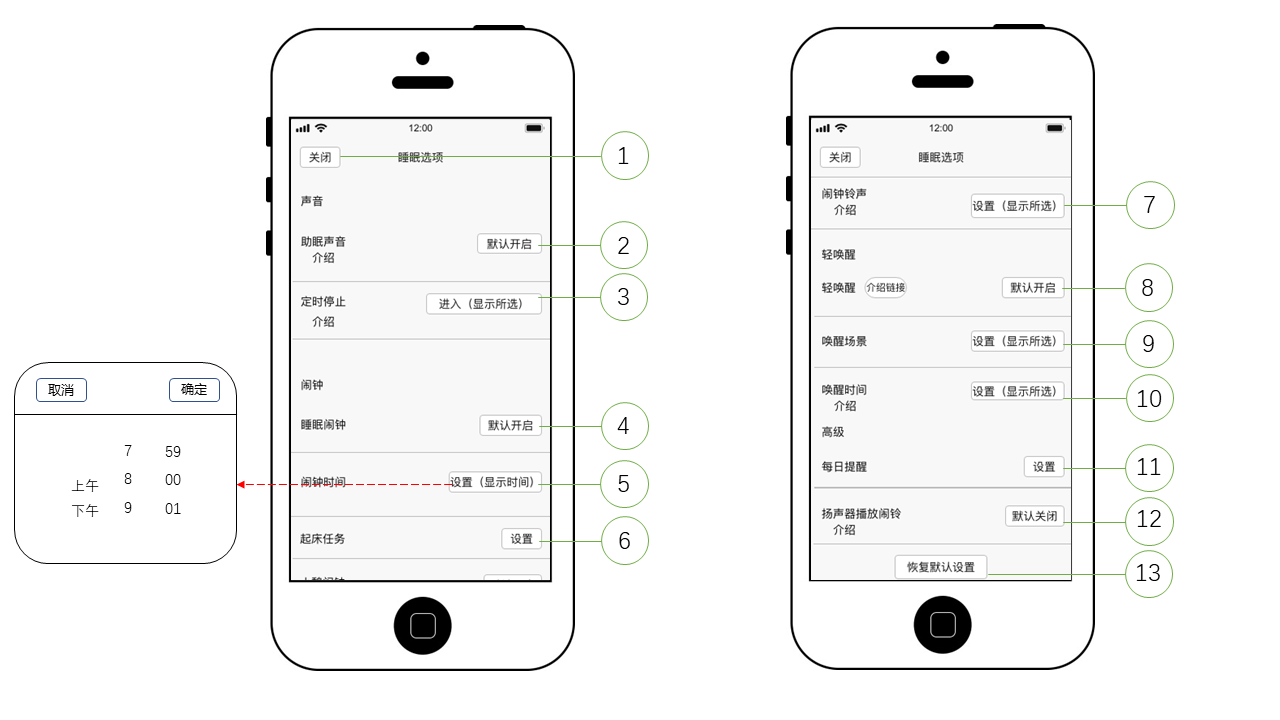 12:00
关闭
睡眠选项
1
声音
助眠声音
介绍
默认开启
2
定时停止
介绍
进入（显示所选）
3
闹钟
睡眠闹钟
默认开启
4
闹钟时间
设置（显示时间）
5
起床任务
设置
6
取消
确定
7 59
上午 8 00
下午 9 01
12:00
关闭
睡眠选项
闹钟铃声
介绍
设置（显示所选）
7
轻唤醒
轻唤醒
介绍链接
默认开启
8
唤醒场景
设置（显示所选）
9
唤醒时间
介绍
设置（显示所选）
10
高级
每日提醒
设置
11
扬声器播放闹铃
介绍
默认关闭
12
恢复默认设置
13